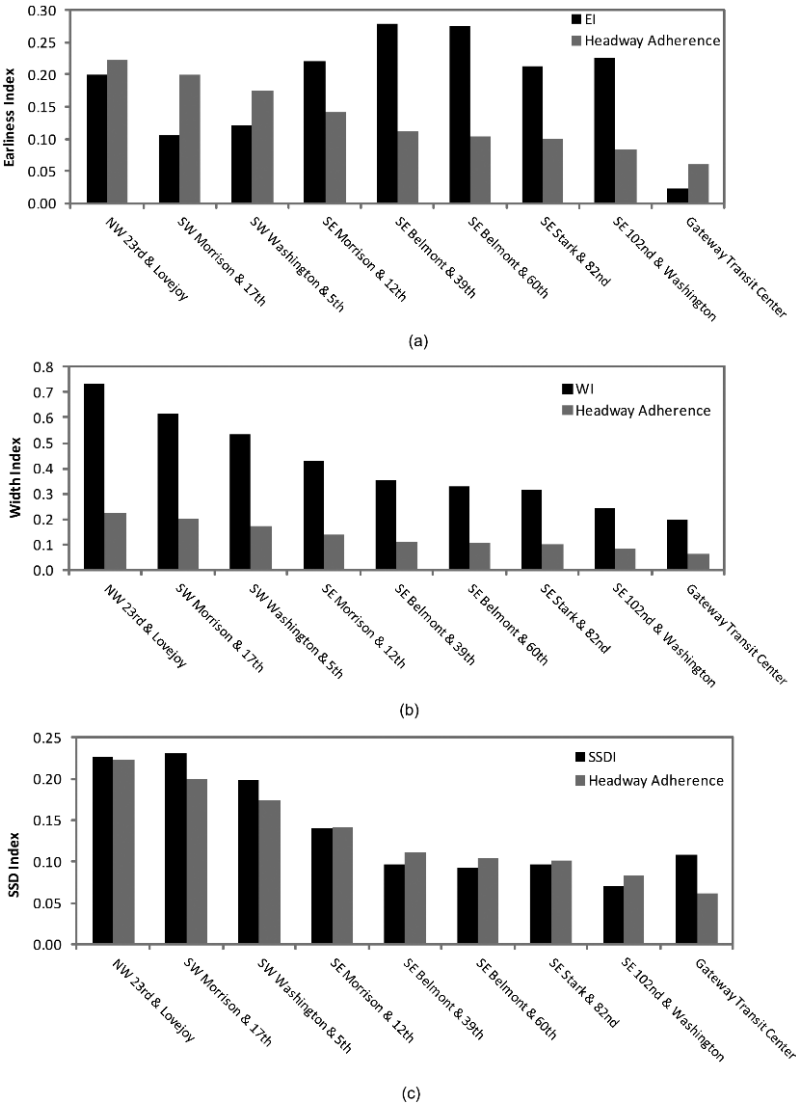 0.30
0.25
0.20
0.15
0.10
0.05
0.00
Earliness Index
EI
Headway Adherence
NW 23rd & Lovejoy
SW Morrison & 17th
SW Washington & 5th
SE Morrison & 12th
SE Belmont & 39th
SE Belmont & 60th
SE Stark & 82nd
SE 102nd & Washington
Gateway Transit Center
(a)
0.8
0.7
0.6
0.5
0.4
0.3
0.2
0.1
0.0
Width Index
WI
Headway Adherence
NW 23rd & Lovejoy
SW Morrison & 17th
SW Washington & 5th
SE Morrison & 12th
SE Belmont & 39th
SE Belmont & 60th
SE Stark & 82nd
SE 102nd & Washington
Gateway Transit Center
(b)
0.25
0.20
0.15
0.10
0.05
0.00
SSD Index
SSDI
Headway Adherence
NW 23rd & Lovejoy
SW Morrison & 17th
SW Washington & 5th
SE Morrison & 12th
SE Belmont & 39th
SE Belmont & 60th
SE Stark & 82nd
SE 102nd & Washington
Gateway Transit Center
(c)